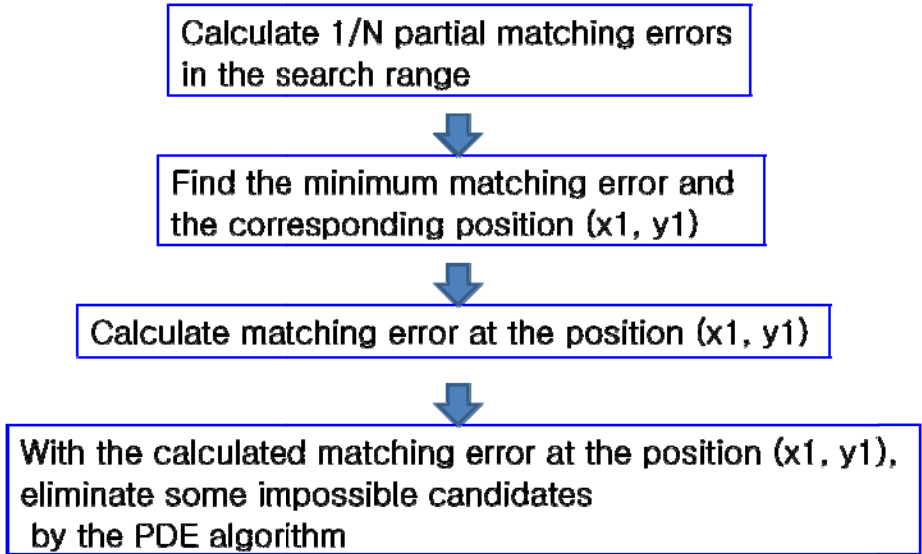 Calculate 1/N partial matching errors
in the search range
Find the minimum matching error and
the corresponding position (x1, y1)
Calculate matching error at the position (x1, y1)
With the calculated matching error at the position (x1, y1),
eliminate some impossible candidates
by the PDE algorithm